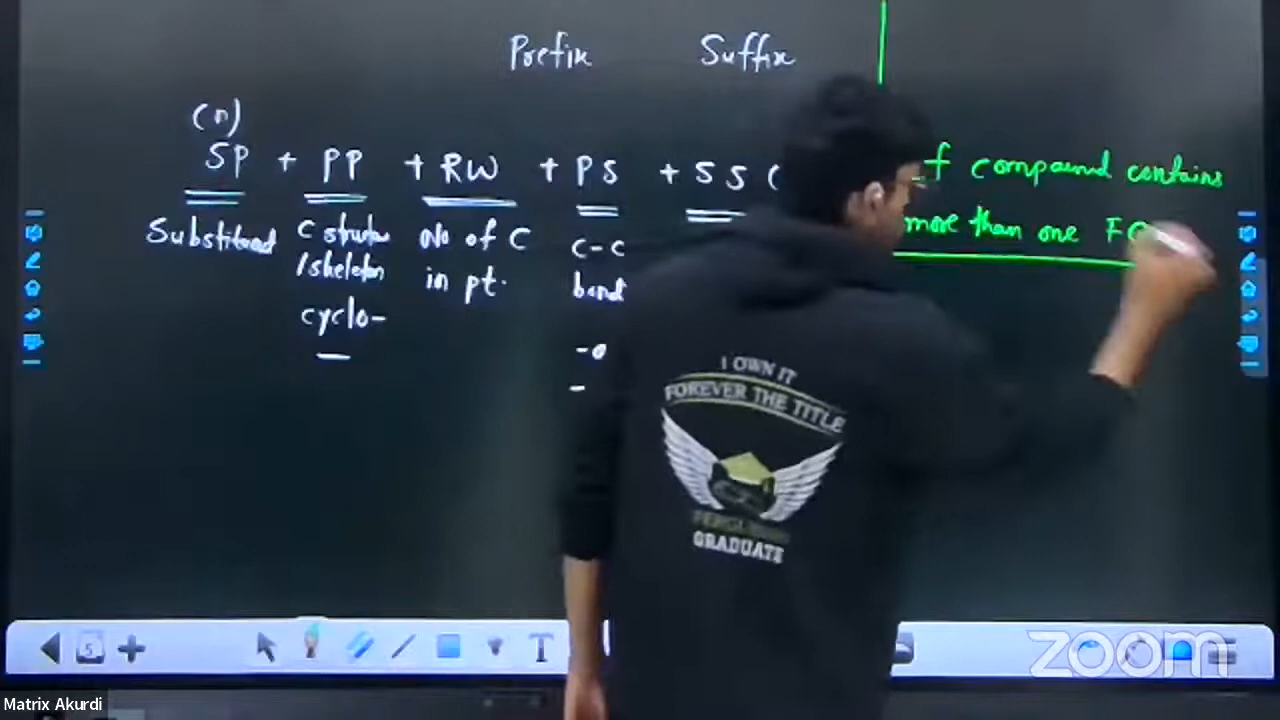 Prefix Suffix
(n)
SP + PP + RW + PS + SS (
Substituent C structure No of C C-C
/skeleton in pt. bond
cyclo-
-
f compound contains
more than one F
I OWN IT
FOREVER THE TITLE
GRADUATE
5
T
zoom
Matrix Akurdi